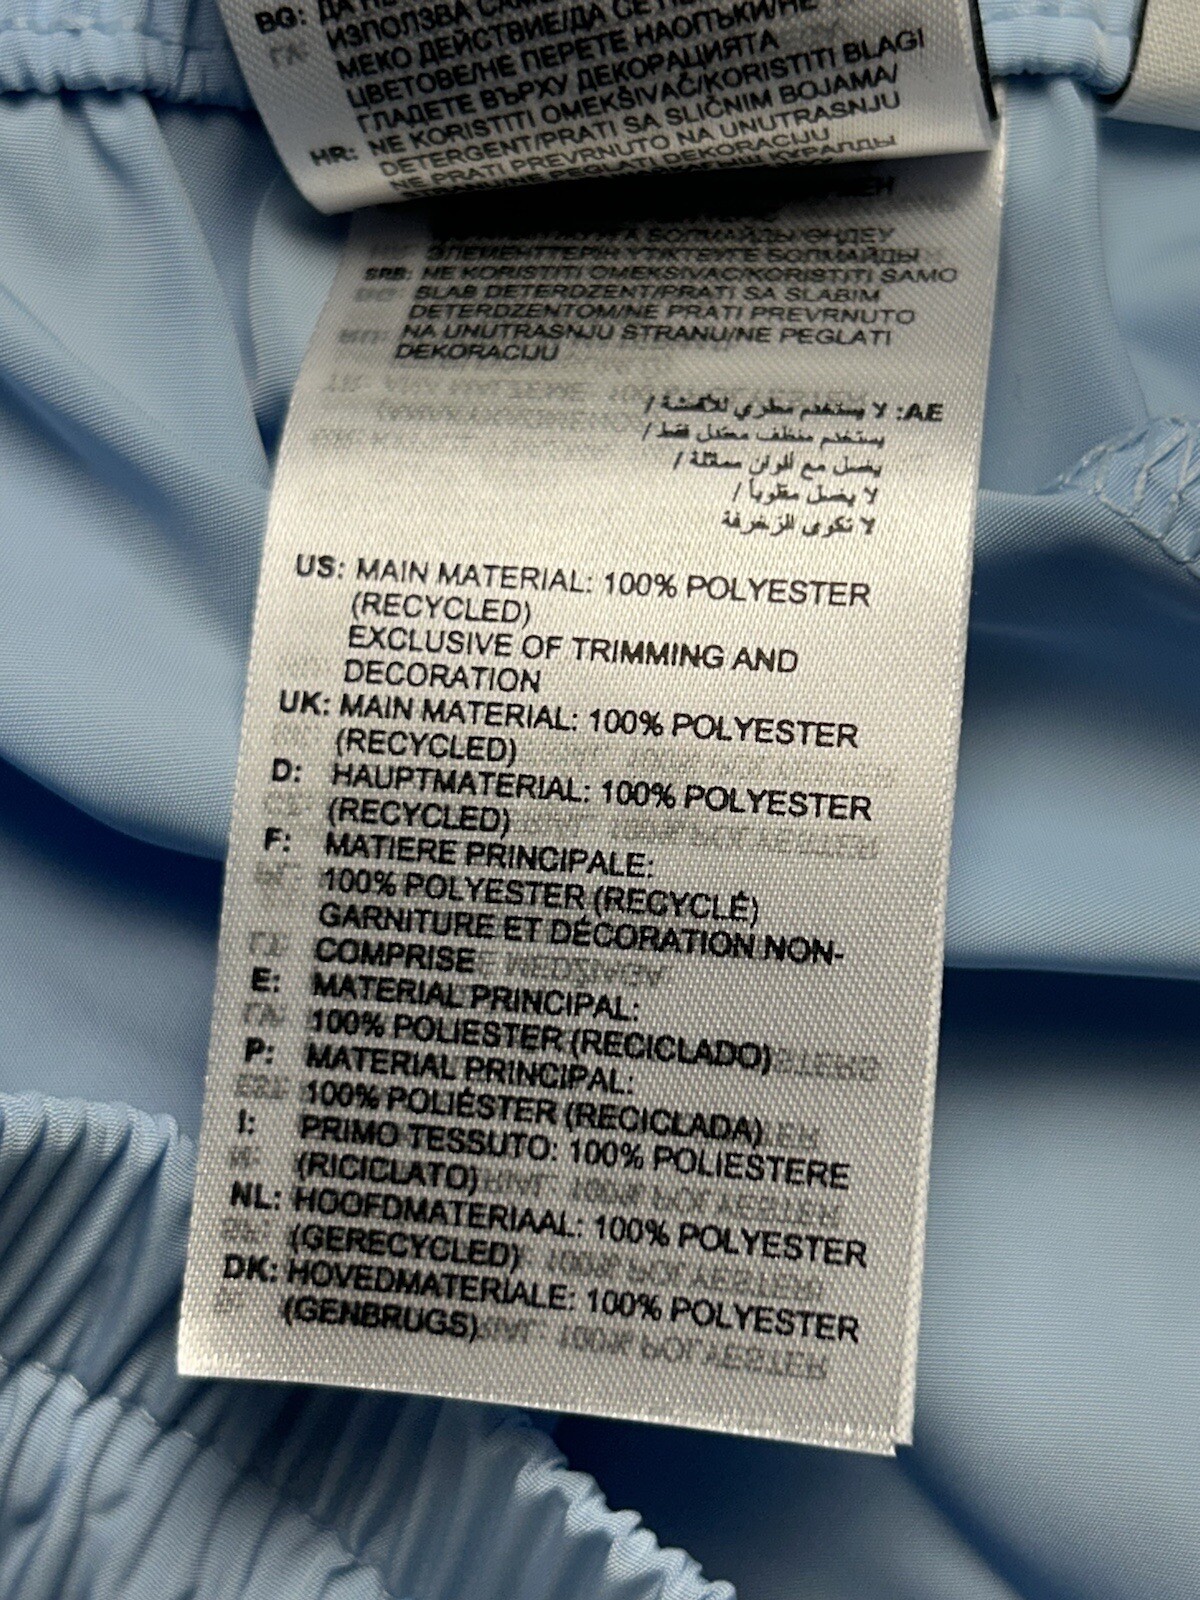 BG:
ИЗПОЛЗВА
МЕКО ДЕЙСТВИЕ/ДА СЕ
ЦВЕТОВЕ/НЕ ПЕРЕТЕ НАОПЪКИ/НЕ
ГЛАДЕТЕ ВЪРХУ ДЕКОРАЦИЯТА
HR: NE KORISTITI OMEKŠIVAČ/KORISTITI BLAGI
DETERGENT/PRATI SA SLIČNIM BOJAMA/
NE PRATI PREVRNUTO NA UNUTRASNJU
STRANU/NE PEGLATI DEKORACIJU
БОЛМАЙДЫ/ӨҢДЕУ
ЭЛЕМЕНТТЕРІН ҮТІКТЕУГЕ БОЛМАЙДЫ
SRB: NE KORISTITI OMEKSIVAC/KORISTITI SAMO
SLAB DETERDZENT/PRATI SA SLABIM
DETERDZENTOM/NE PRATI PREVRNUTO
NA UNUTRASNJU STRANU/NE PEGLATI
DEKORACIJU
AE: لا يستخدم مطري للأقمشة /
يستخدم منظف معتدل فقط /
يغسل مع ألوان مماثلة /
لا يغسل مقلوباً /
لا تكوى الزخرفة
US: MAIN MATERIAL: 100% POLYESTER
(RECYCLED)
EXCLUSIVE OF TRIMMING AND
DECORATION
UK: MAIN MATERIAL: 100% POLYESTER
(RECYCLED)
D: HAUPTMATERIAL: 100% POLYESTER
(RECYCLED)
F: MATIERE PRINCIPALE:
100% POLYESTER (RECYCLÉ)
GARNITURE ET DÉCORATION NON-
COMPRISE
E: MATERIAL PRINCIPAL:
100% POLIESTER (RECICLADO)
P: MATERIAL PRINCIPAL:
100% POLIÉSTER (RECICLADA)
I: PRIMO TESSUTO: 100% POLIESTERE
(RICICLATO)
NL: HOOFDMATERIAAL: 100% POLYESTER
(GERECYCLED)
DK: HOVEDMATERIALE: 100% POLYESTER
(GENBRUGS)